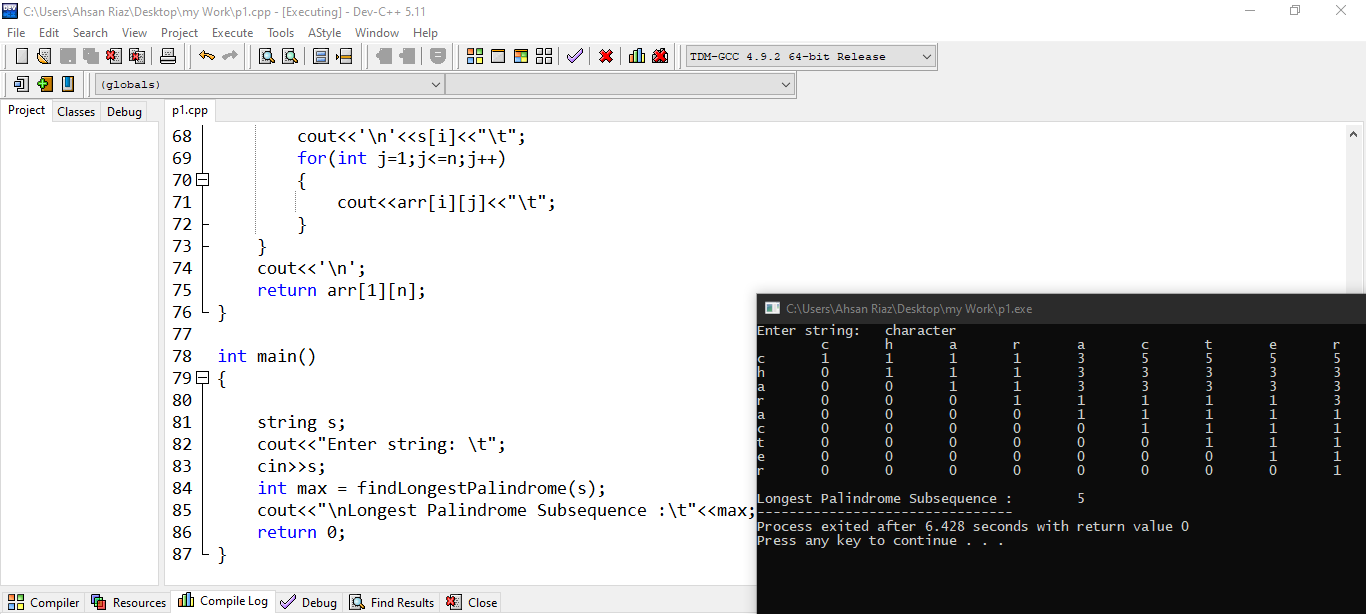 C:\Users\Ahsan Riaz\Desktop\my Work\p1.cpp - [Executing] - Dev-C++ 5.11
File Edit Search View Project Execute Tools AStyle Window Help
TDM-GCC 4.9.2 64-bit Release
(globals)
Project Classes Debug p1.cpp
68 cout<<'\n'<<s[i]<<"\t";
69 for(int j=1;j<=n;j++)
70 {
71 cout<<arr[i][j]<<"\t";
72 }
73 }
74 cout<<'\n';
75 return arr[1][n];
76 }
77
78 int main()
79 {
80
81 string s;
82 cout<<"Enter string: \t";
83 cin>>s;
84 int max = findLongestPalindrome(s);
85 cout<<"\nLongest Palindrome Subsequence :\t"<<max;
86 return 0;
87 }
C:\Users\Ahsan Riaz\Desktop\my Work\p1.exe
Enter string: character
c h a r a c t e r
c 1 1 1 1 3 5 5 5 5
h 0 1 1 1 3 3 3 3 3
a 0 0 1 1 3 3 3 3 3
r 0 0 0 1 1 1 1 1 3
a 0 0 0 0 1 1 1 1 1
c 0 0 0 0 0 1 1 1 1
t 0 0 0 0 0 0 1 1 1
e 0 0 0 0 0 0 0 1 1
r 0 0 0 0 0 0 0 0 1
Longest Palindrome Subsequence : 5
--------------------------------
Process exited after 6.428 seconds with return value 0
Press any key to continue . . .
Compiler Resources Compile Log Debug Find Results Close